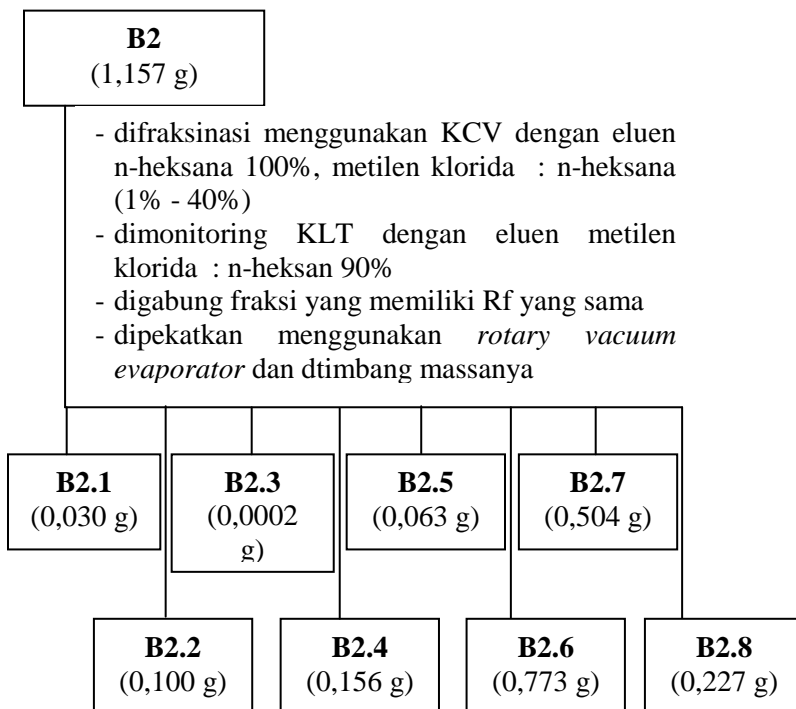 B2
(1,157 g)
- difraksinasi menggunakan KCV dengan eluen
n-heksana 100%, metilen klorida : n-heksana
(1% - 40%)
- dimonitoring KLT dengan eluen metilen
klorida : n-heksan 90%
- digabung fraksi yang memiliki Rf yang sama
- dipekatkan menggunakan rotary vacuum
evaporator dan dtimbang massanya
B2.1
(0,030 g)
B2.3
(0,0002
g)
B2.5
(0,063 g)
B2.7
(0,504 g)
B2.2
(0,100 g)
B2.4
(0,156 g)
B2.6
(0,773 g)
B2.8
(0,227 g)